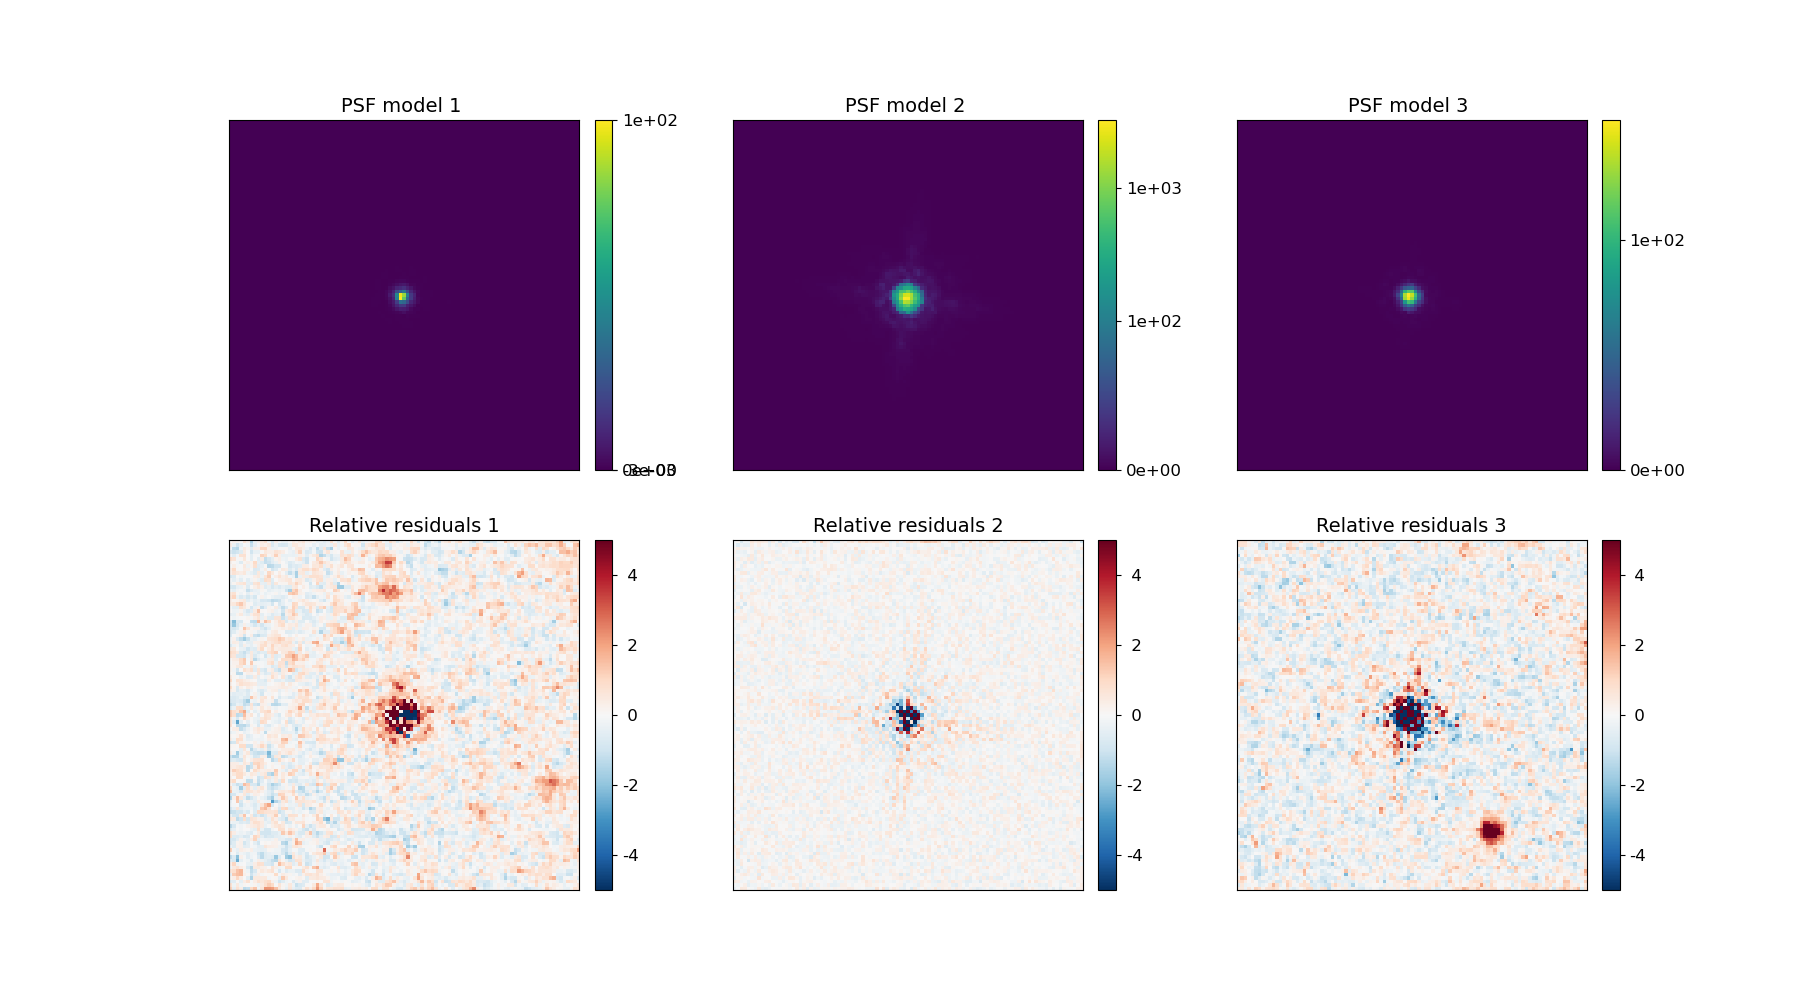 PSF model 1
1e+02
PSF model 2
1e+03
1e+02
0e+00
PSF model 3
1e+02
0e+00
Relative residuals 1
4
2
0
-2
-4
Relative residuals 2
4
2
0
-2
-4
Relative residuals 3
4
2
0
-2
-4